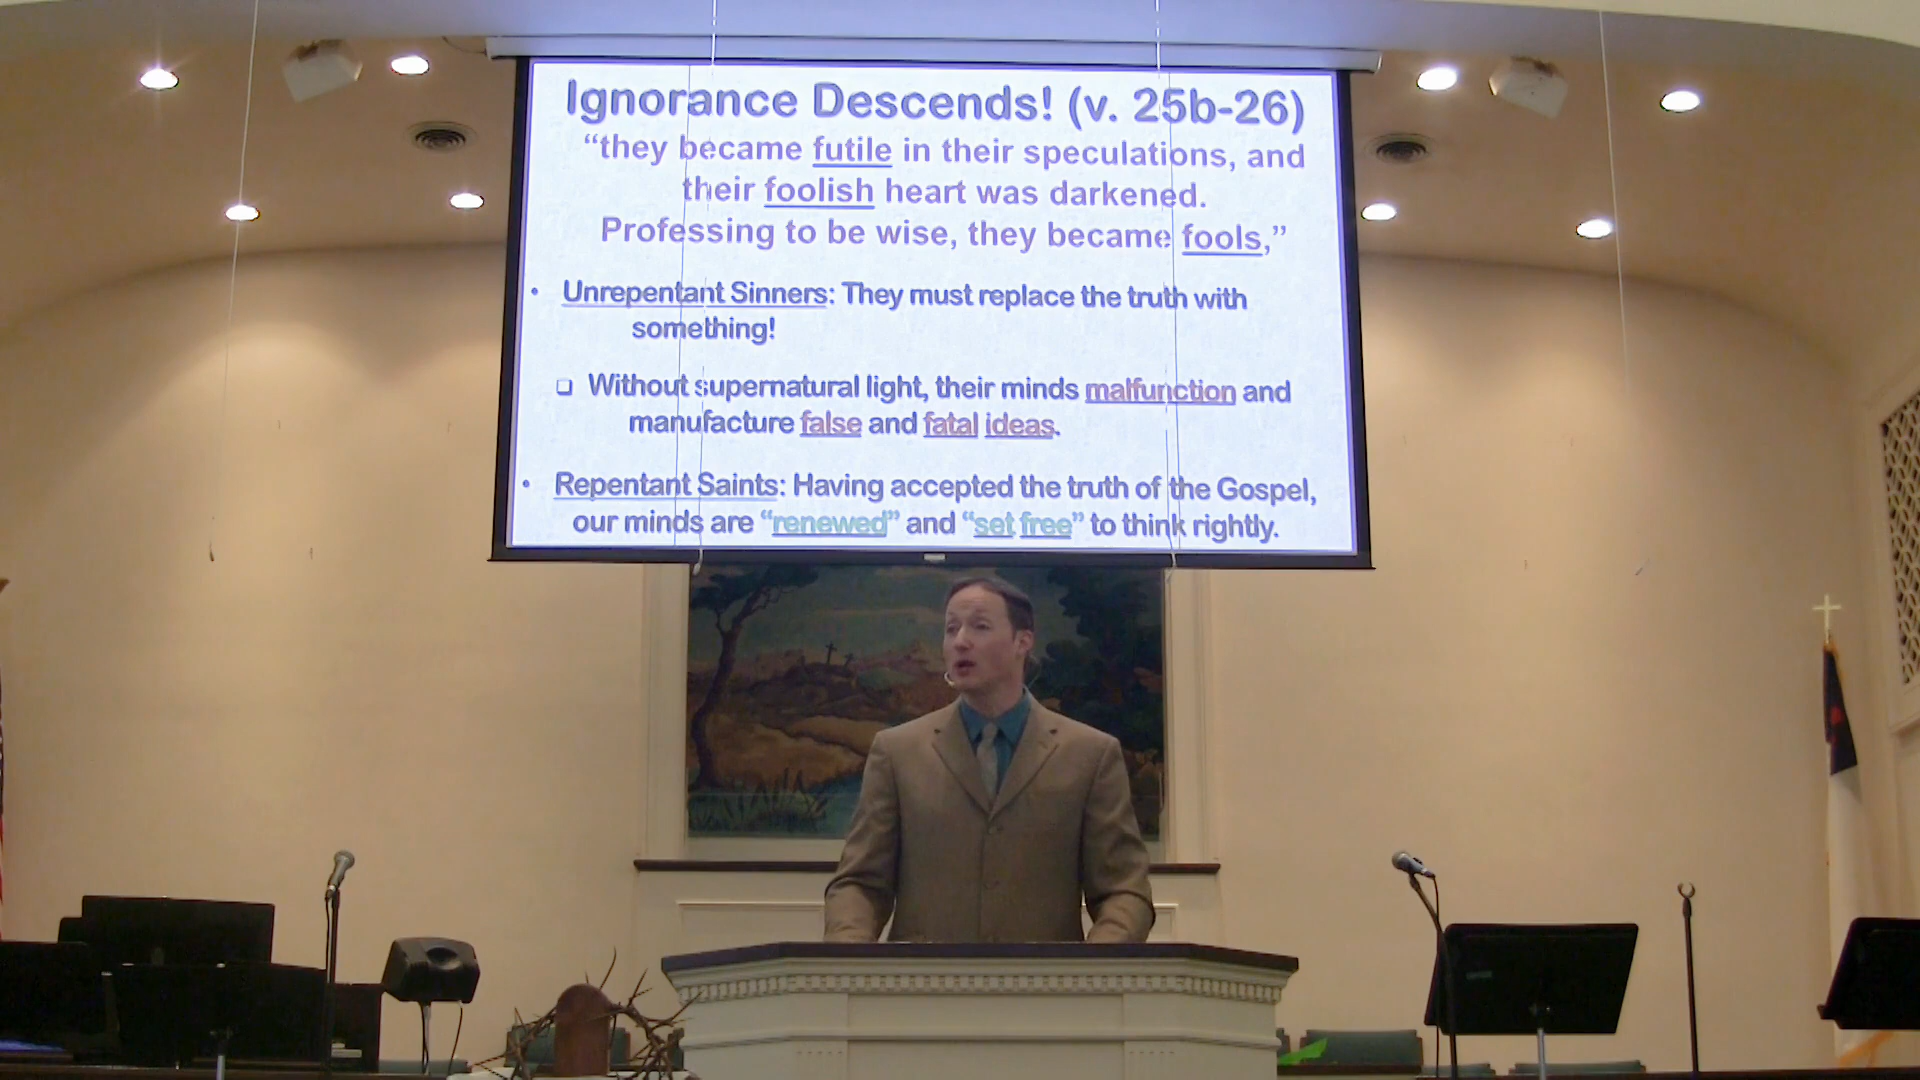 Ignorance Descends! (v. 25b-26)
“they became futile in their speculations, and
their foolish heart was darkened.
Professing to be wise, they became fools,”
• Unrepentant Sinners: They must replace the truth with
something!
❑ Without supernatural light, their minds malfunction and
manufacture false and fatal ideas.
• Repentant Saints: Having accepted the truth of the Gospel,
our minds are “renewed” and “set free” to think rightly.